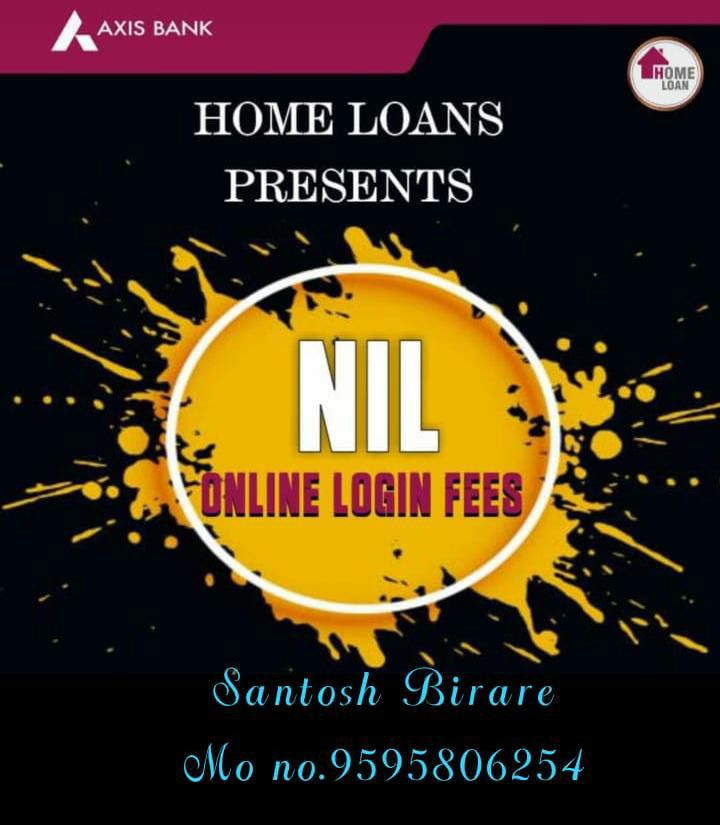 AXIS BANK
HOME
LOAN
HOME LOANS
PRESENTS
NIL
ONLINE LOGIN FEES
Santosh Birare
Mo no.9595806254